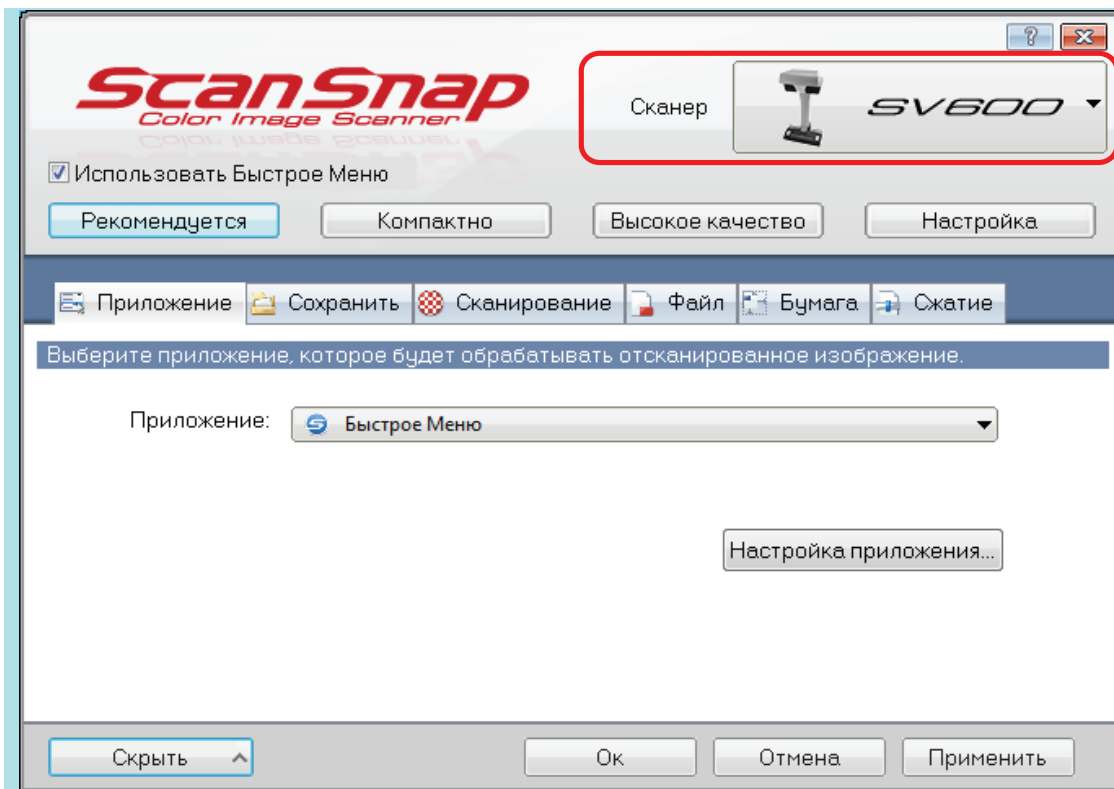 ScanSnap
Color Image Scanner
Сканер
SV600
Использовать Быстрое Меню
Рекомендуется Компактно Высокое качество Настройка
Приложение Сохранить Сканирование Файл Бумага Сжатие
Выберите приложение, которое будет обрабатывать отсканированное изображение.
Приложение: Быстрое Меню
Настройка приложения...
Скрыть Ок Отмена Применить